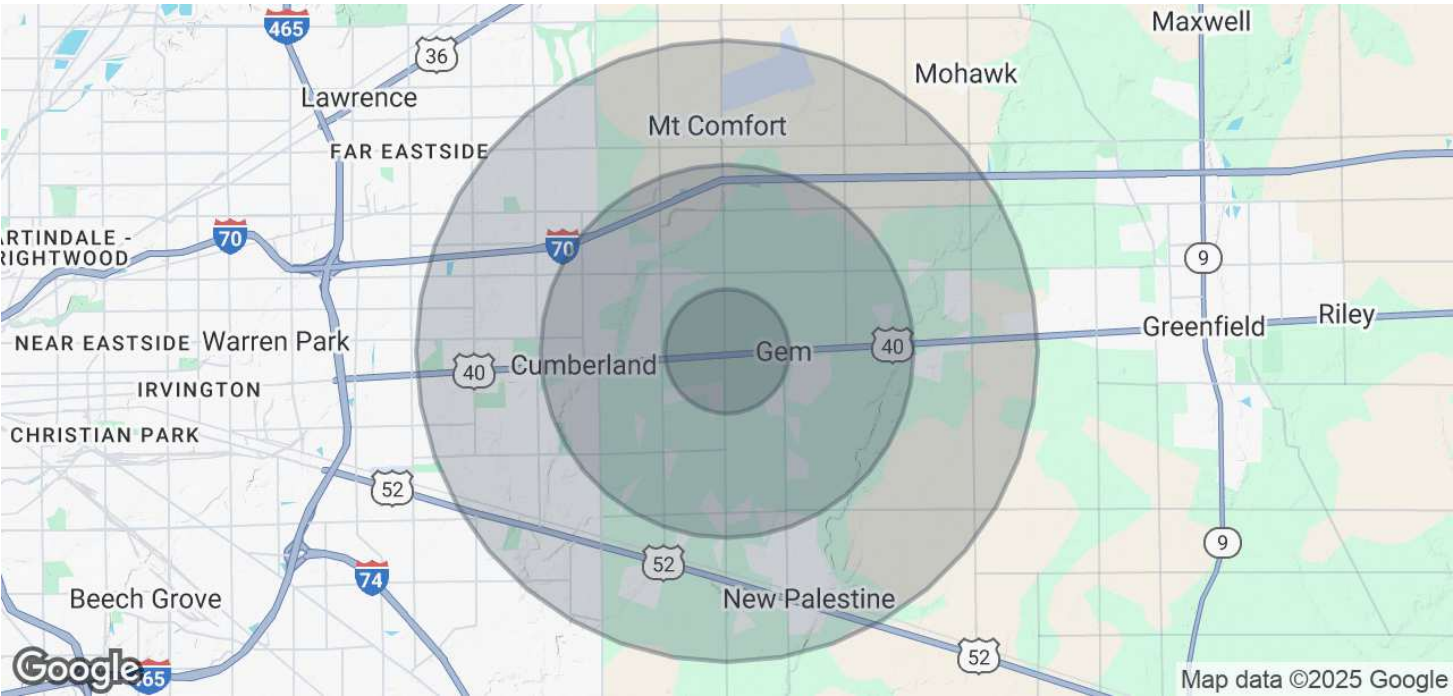 Maxwell
465
36
Mohawk
Lawrence
Mt Comfort
FAR EASTSIDE
70
70
ARTINDALE -
RIGHTWOOD
9
Riley
Greenfield
NEAR EASTSIDE
Warren Park
Gem
40
Cumberland
40
IRVINGTON
CHRISTIAN PARK
52
9
52
74
Beech Grove
New Palestine
52
Google
65
Map data ©2025 Google